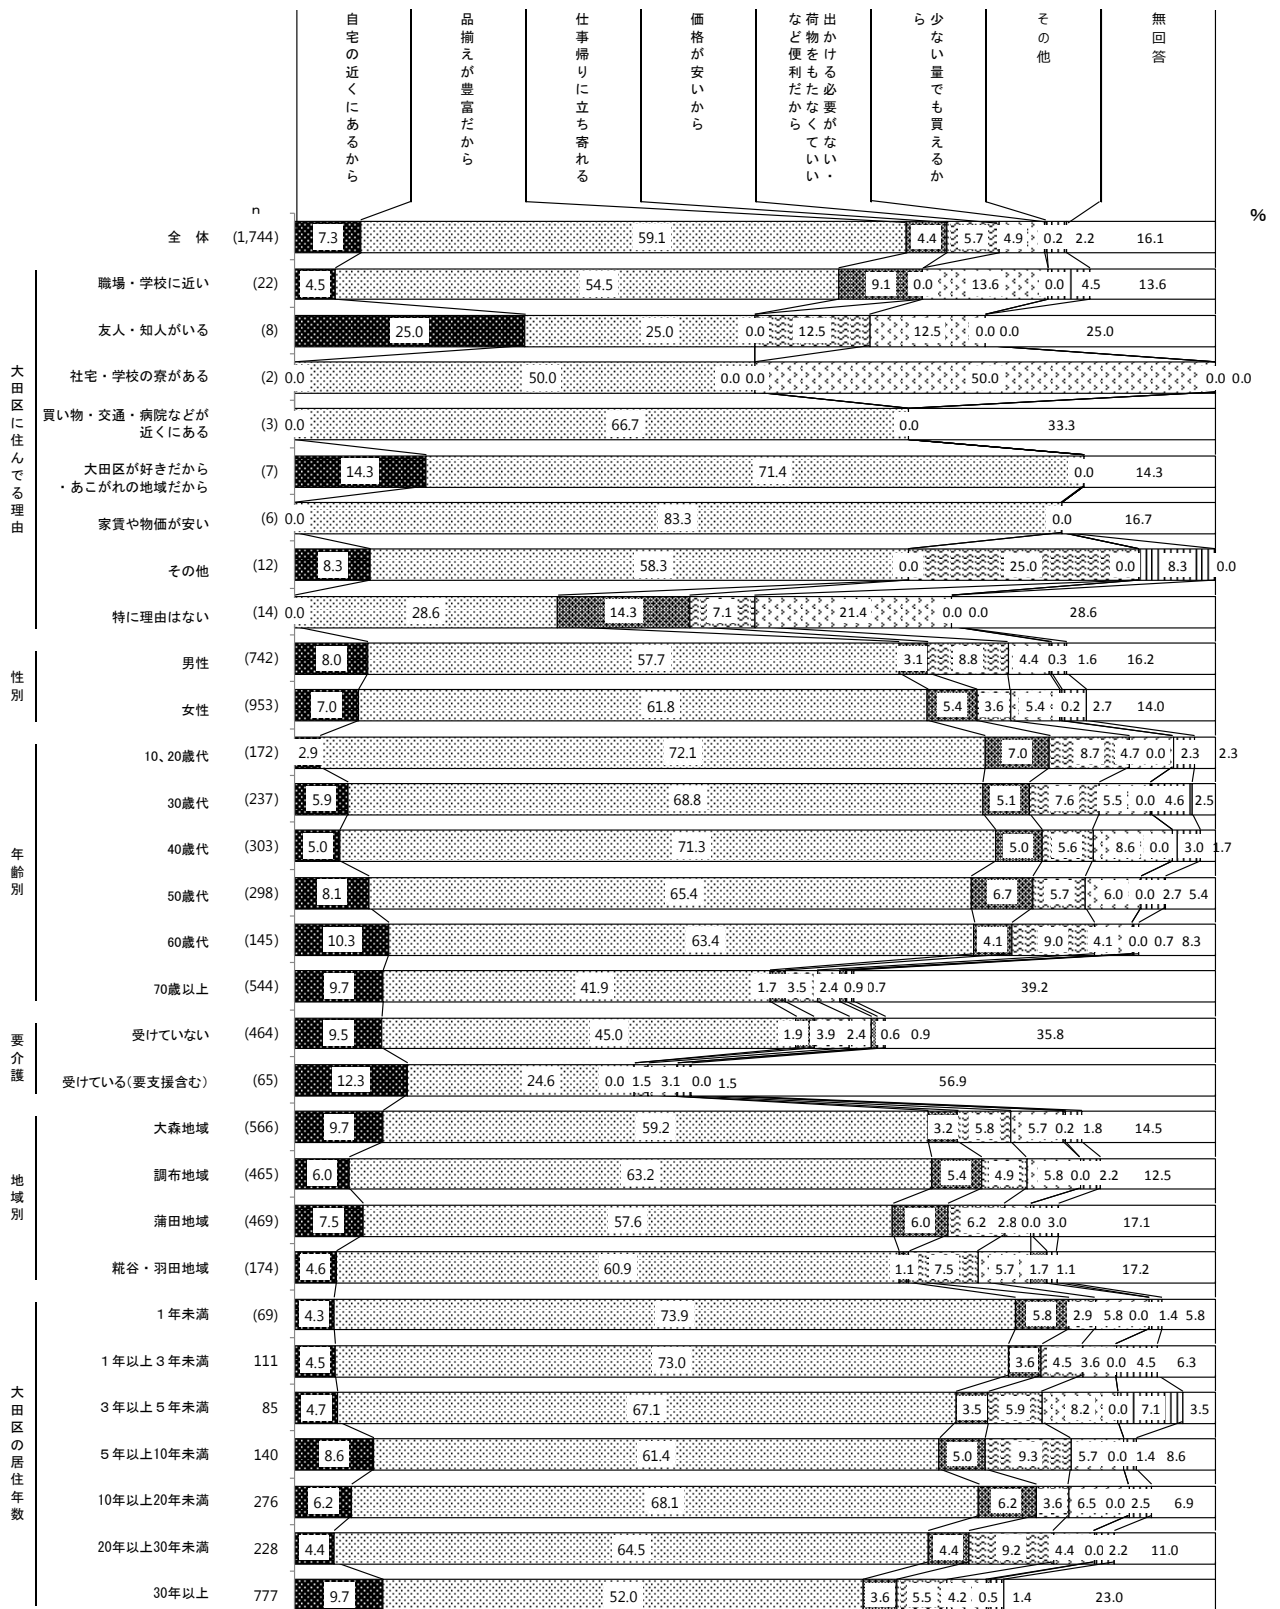 自宅の近くにあるから
品揃えが豊富だから
仕事帰りに立ち寄れる
価格が安いから
出かける必要がない・
荷物をもたなくていい
など便利だから
少ない量でも買えるか
ら
その他
無回答
n
%
全 体 (1,744) 7.3 59.1 4.4 5.7 4.9 0.2 2.2 16.1
大田区に住んでる理由
職場・学校に近い (22) 4.5 54.5 9.1 0.0 13.6 0.0 4.5 13.6
友人・知人がいる (8) 25.0 25.0 0.0 12.5 12.5 0.0 0.0 25.0
社宅・学校の寮がある (2) 0.0 50.0 0.0 0.0 50.0 0.0 0.0
買い物・交通・病院などが
近くにある (3) 0.0 66.7 0.0 33.3
大田区が好きだから
・あこがれの地域だから (7) 14.3 71.4 0.0 14.3
家賃や物価が安い (6) 0.0 83.3 0.0 16.7
その他 (12) 8.3 58.3 0.0 25.0 0.0 8.3 0.0
特に理由はない (14) 0.0 28.6 14.3 7.1 21.4 0.0 0.0 28.6
性別
男性 (742) 8.0 57.7 3.1 8.8 4.4 0.3 1.6 16.2
女性 (953) 7.0 61.8 5.4 3.6 5.4 0.2 2.7 14.0
年齢別
10、20歳代 (172) 2.9 72.1 7.0 8.7 4.7 0.0 2.3 2.3
30歳代 (237) 5.9 68.8 5.1 7.6 5.5 0.0 4.6 2.5
40歳代 (303) 5.0 71.3 5.0 5.6 8.6 0.0 3.0 1.7
50歳代 (298) 8.1 65.4 6.7 5.7 6.0 0.0 2.7 5.4
60歳代 (145) 10.3 63.4 4.1 9.0 4.1 0.0 0.7 8.3
70歳以上 (544) 9.7 41.9 1.7 3.5 2.4 0.9 0.7 39.2
要介護
受けていない (464) 9.5 45.0 1.9 3.9 2.4 0.6 0.9 35.8
受けている(要支援含む) (65) 12.3 24.6 0.0 1.5 3.1 0.0 1.5 56.9
地域別
大森地域 (566) 9.7 59.2 3.2 5.8 5.7 0.2 1.8 14.5
調布地域 (465) 6.0 63.2 5.4 4.9 5.8 0.0 2.2 12.5
蒲田地域 (469) 7.5 57.6 6.0 6.2 2.8 0.0 3.0 17.1
糀谷・羽田地域 (174) 4.6 60.9 1.1 7.5 5.7 1.7 1.1 17.2
大田区の居住年数
1年未満 (69) 4.3 73.9 5.8 2.9 5.8 0.0 1.4 5.8
1年以上3年未満 111 4.5 73.0 3.6 4.5 3.6 0.0 4.5 6.3
3年以上5年未満 85 4.7 67.1 3.5 5.9 8.2 0.0 7.1 3.5
5年以上10年未満 140 8.6 61.4 5.0 9.3 5.7 0.0 1.4 8.6
10年以上20年未満 276 6.2 68.1 6.2 3.6 6.5 0.0 2.5 6.9
20年以上30年未満 228 4.4 64.5 4.4 9.2 4.4 0.0 2.2 11.0
30年以上 777 9.7 52.0 3.6 5.5 4.2 0.5 1.4 23.0